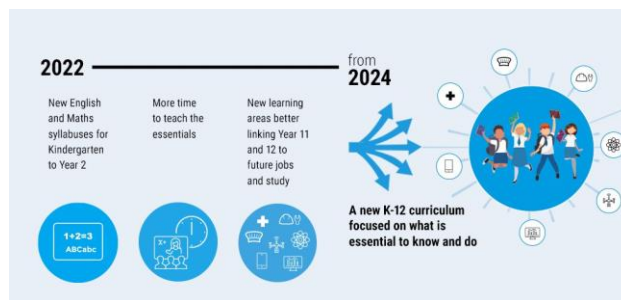 2022
New English
and Maths
syllabuses for
Kindergarten
to Year 2
More time
to teach the
essentials
New learning
areas better
linking Year 11
and 12 to
future jobs
and study
from
2024
A new K-12 curriculum
focused on what is
essential to know and do
1+2=3
ABCabc